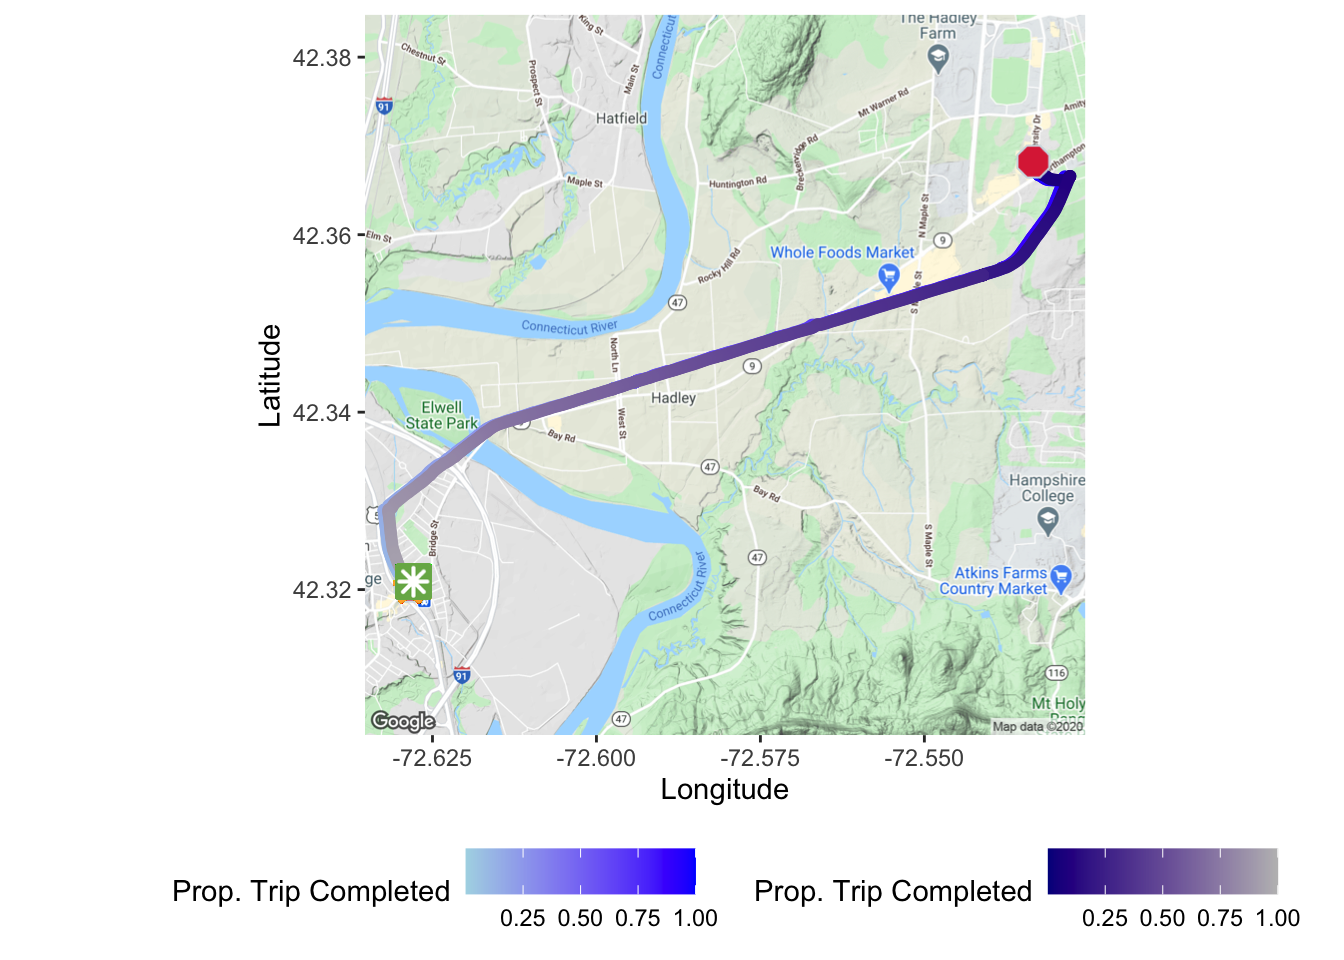 The Hadley
Farm
King St
Chestnut St
Prospect St
Main St
Connecticut
91
Hatfield
Mt Warner Rd
Amity
Maple St
Huntington Rd
Breckenridge Rd
N Maple St
Elm St
Rocky Hill Rd
9
Whole Foods Market
47
Connecticut River
North Ln
9
Hadley
Elwell
State Park
West St
Bay Rd
47
Bay Rd
Hampshire
College
Bridge St
S Maple St
47
Connecticut River
Atkins Farms
Country Market
91
116
47
Mt Holy
Google
Map data ©2020
42.38
42.36
42.34
42.32
Latitude
-72.625
-72.600
-72.575
-72.550
Longitude
Prop. Trip Completed
0.25 0.50 0.75 1.00
Prop. Trip Completed
0.25 0.50 0.75 1.00